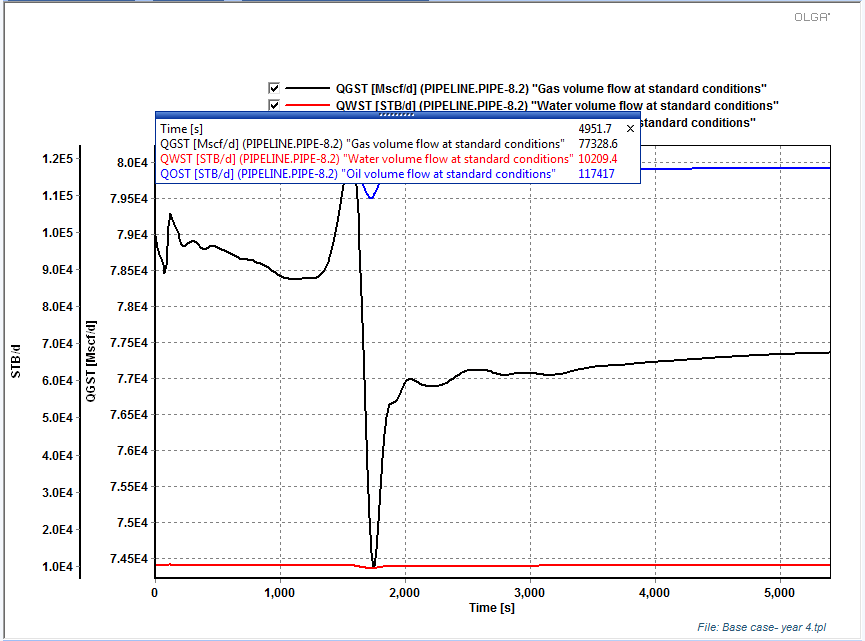 OLGA
QGST [Mscf/d] (PIPELINE.PIPE-8.2) "Gas volume flow at standard conditions"
QWST [STB/d] (PIPELINE.PIPE-8.2) "Water volume flow at standard conditions"
standard conditions"
Time [s] 4951.7
QGST [Mscf/d] (PIPELINE.PIPE-8.2) "Gas volume flow at standard conditions" 77328.6
QWST [STB/d] (PIPELINE.PIPE-8.2) "Water volume flow at standard conditions" 10209.4
QOST [STB/d] (PIPELINE.PIPE-8.2) "Oil volume flow at standard conditions" 117417
STB/d
1.2E5
1.1E5
1.0E5
9.0E4
8.0E4
7.0E4
6.0E4
5.0E4
4.0E4
3.0E4
2.0E4
1.0E4
QGST [Mscf/d]
8.0E4
7.95E4
7.9E4
7.85E4
7.8E4
7.75E4
7.7E4
7.65E4
7.6E4
7.55E4
7.5E4
7.45E4
0 1,000 2,000 3,000 4,000 5,000
Time [s]
File: Base case- year 4.tpl